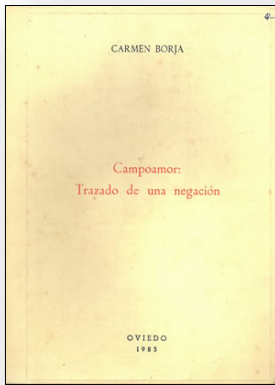 CARMEN BORJA
Campoamor:
Trazado de una negación
OVIEDO
1983